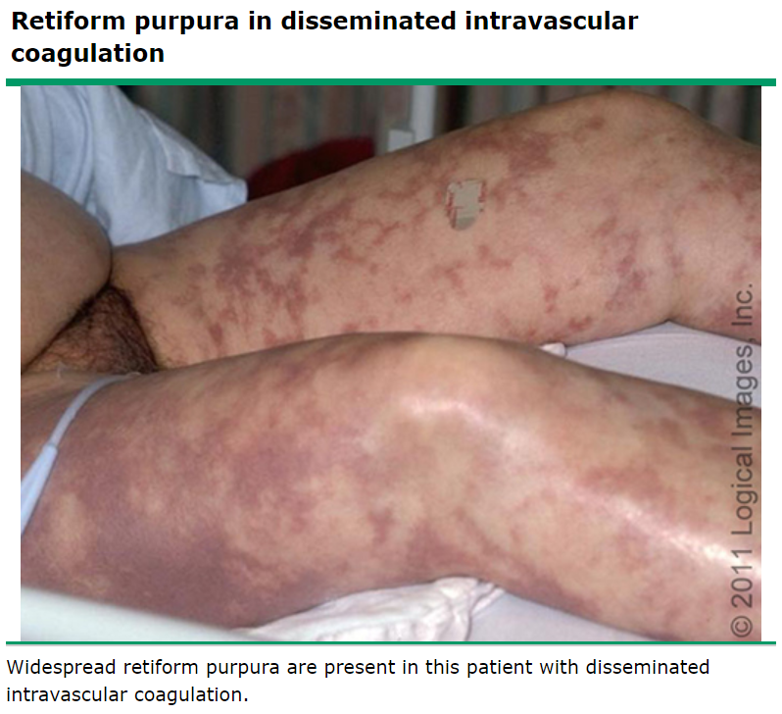 Retiform purpura in disseminated intravascular
coagulation
© 2011 Logical Images, Inc.
Widespread retiform purpura are present in this patient with disseminated
intravascular coagulation.